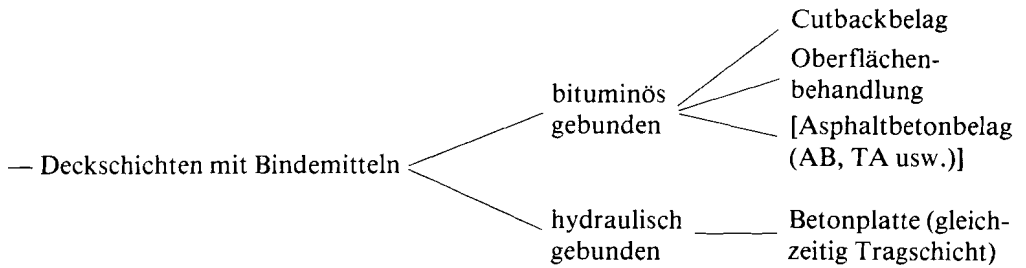 Cutbackbelag
Oberflächen-
behandlung
[Asphaltbetonbelag
(AB, TA usw.)]
bituminös
gebunden
— Deckschichten mit Bindemitteln
hydraulisch
gebunden
Betonplatte (gleich-
zeitig Tragschicht)